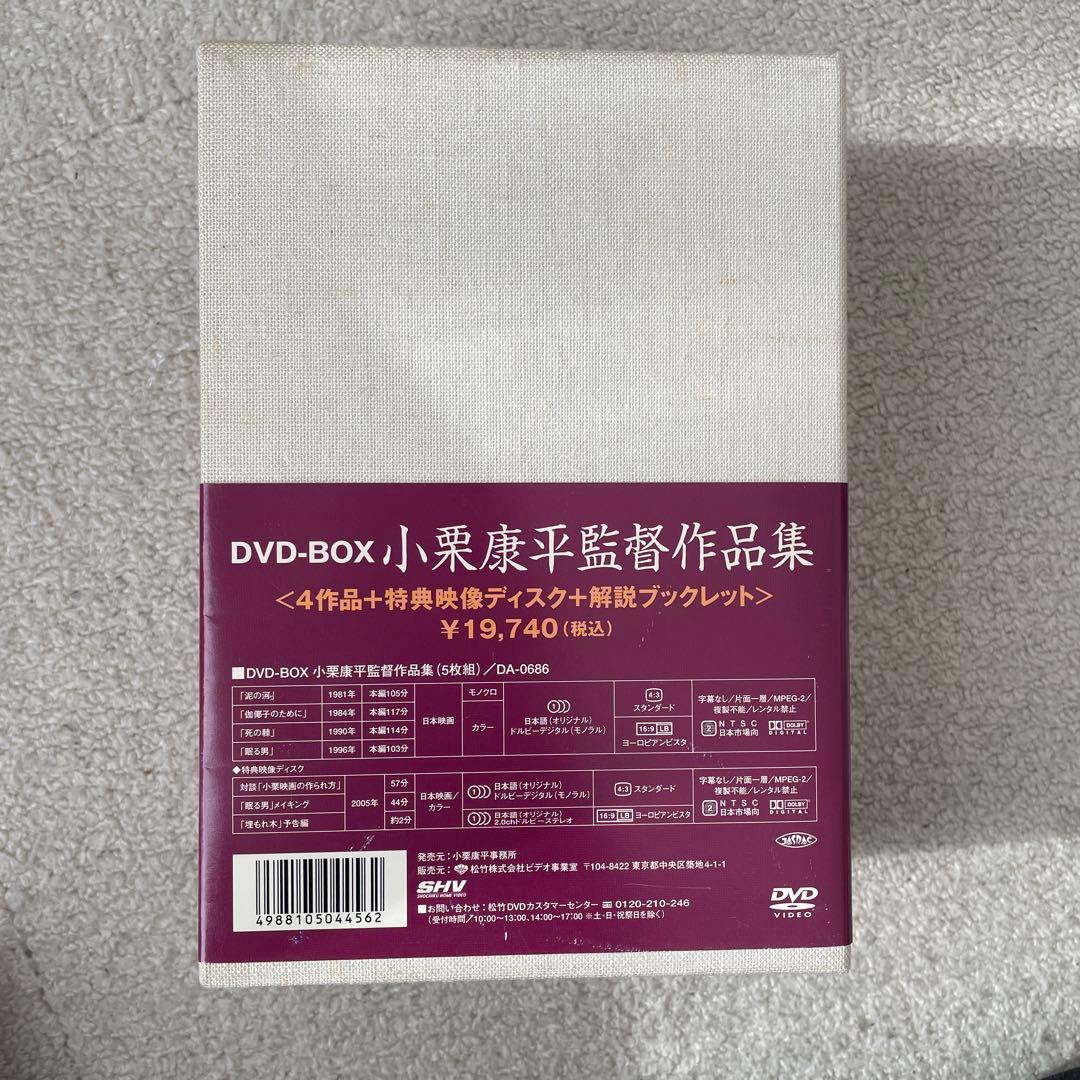 DVD-BOX 小栗康平監督作品集
<4作品+特典映像ディスク+解説ブックレット>
¥19,740(税込)
■DVD-BOX 小栗康平監督作品集(5枚組)/DA-0686
「泥の河」 1981年 本編105分 日本映画 モノクロ 1 日本語(オリジナル) ドルビーデジタル(モノラル) 4:3 スタンダード 字幕なし/片面一層/MPEG-2/
「伽倻子のために」 1984年 本編117分 カラー 複製不能/レンタル禁止
「死の棘」 1990年 本編114分 16:9 LB ヨーロピアンビスタ 2 NTSC 日本市場向 DOLBY DIGITAL
「眠る男」 1996年 本編103分
◆特典映像ディスク
対談「小栗映画の作られ方」 2005年 57分 日本映画/カラー 1 日本語(オリジナル) ドルビーデジタル(モノラル) 4:3 スタンダード 字幕なし/片面一層/MPEG-2/
「眠る男」メイキング 44分 複製不能/レンタル禁止
「埋もれ木」予告編 約2分 1 日本語(オリジナル) 2.0chドルビーステレオ 16:9 LB ヨーロピアンビスタ 2 NTSC 日本市場向 DOLBY DIGITAL
JASRAC
発売元:小栗康平事務所
販売元:松竹株式会社ビデオ事業室 〒104-8422 東京都中央区築地4-1-1
SHV
SHOCHIKU HOME VIDEO
■お問い合わせ:松竹DVDカスタマーセンター 0120-210-246
(受付時間/10:00~13:00、14:00~17:00 ※土・日・祝祭日を除く)
4988105044562
DVD
VIDEO